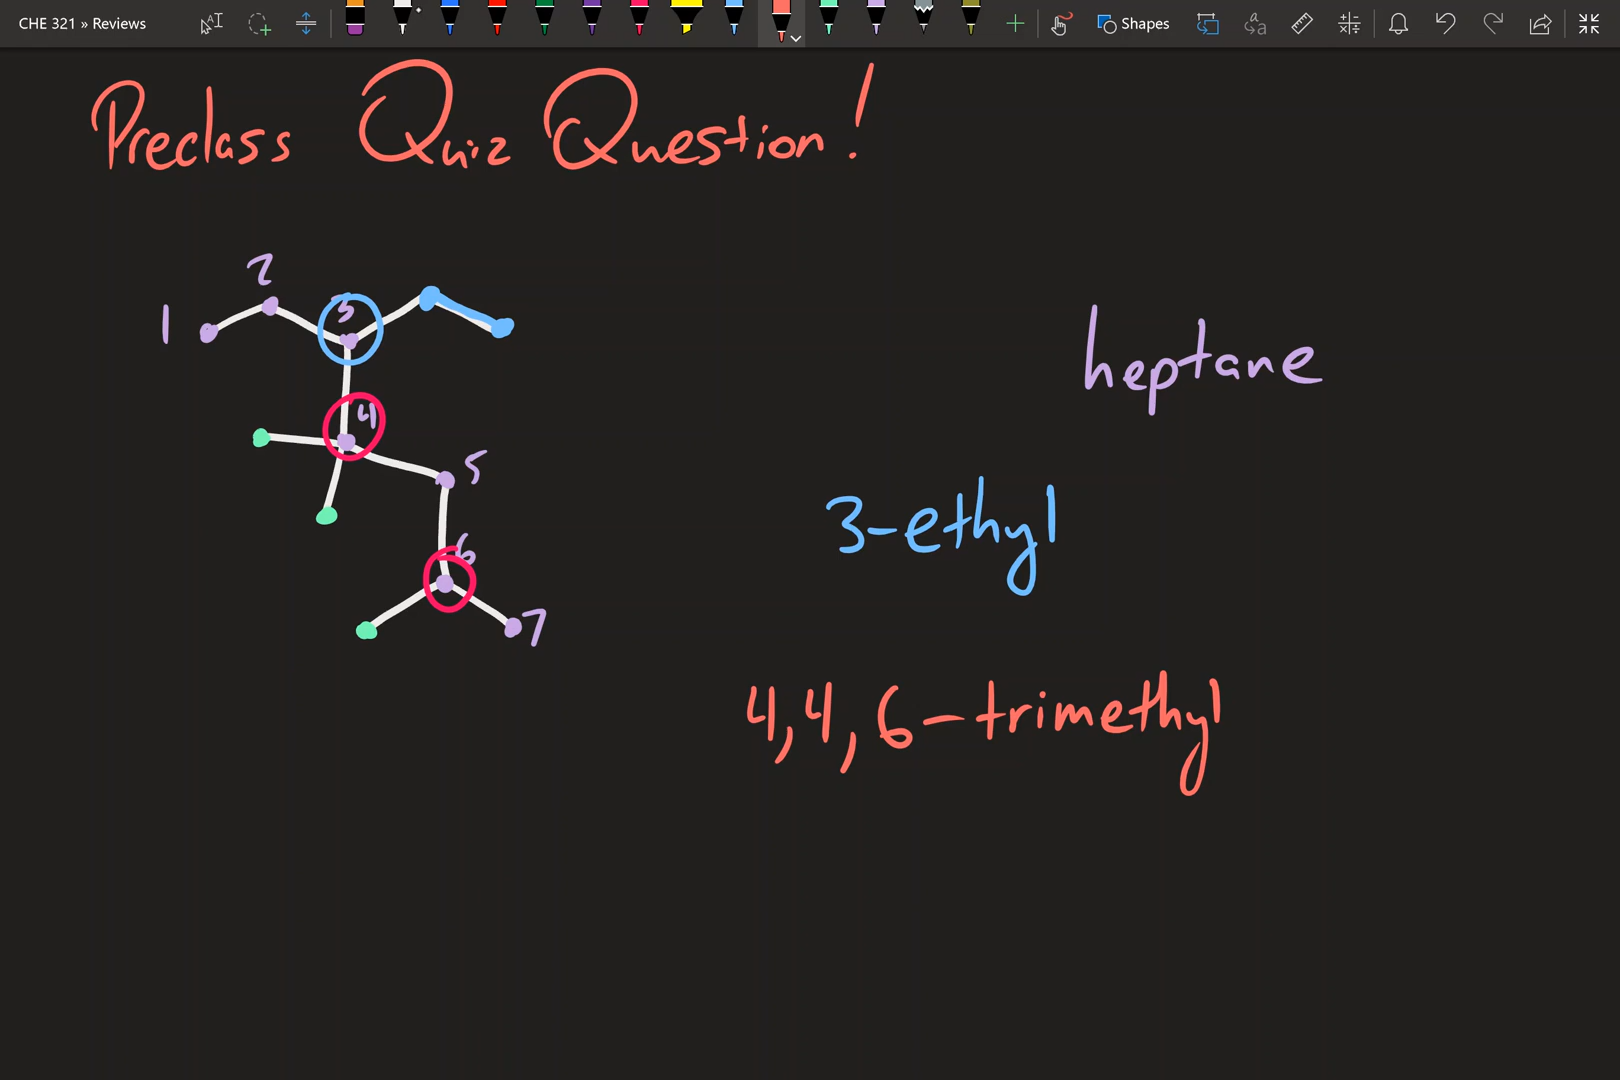 CHE 321 » Reviews
Shapes
Preclass Quiz Question!
1
2
3
4
5
6
7
heptane
3-ethyl
4,4,6-trimethyl